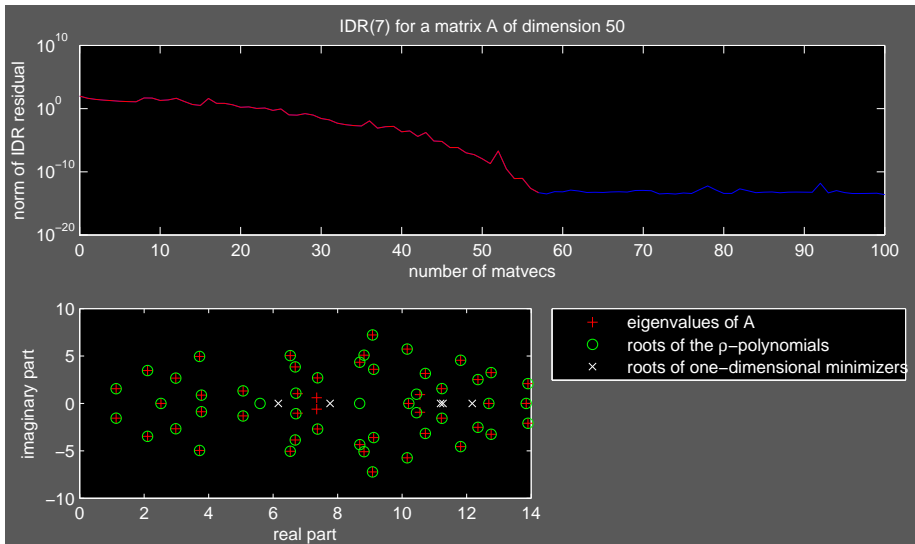 IDR(7) for a matrix A of dimension 50
norm of IDR residual
10^10
10^0
10^−10
10^−20
0 10 20 30 40 50 60 70 80 90 100
number of matvecs
imaginary part
10
5
0
−5
−10
0 2 4 6 8 10 12 14
real part
eigenvalues of A
roots of the ρ−polynomials
roots of one−dimensional minimizers